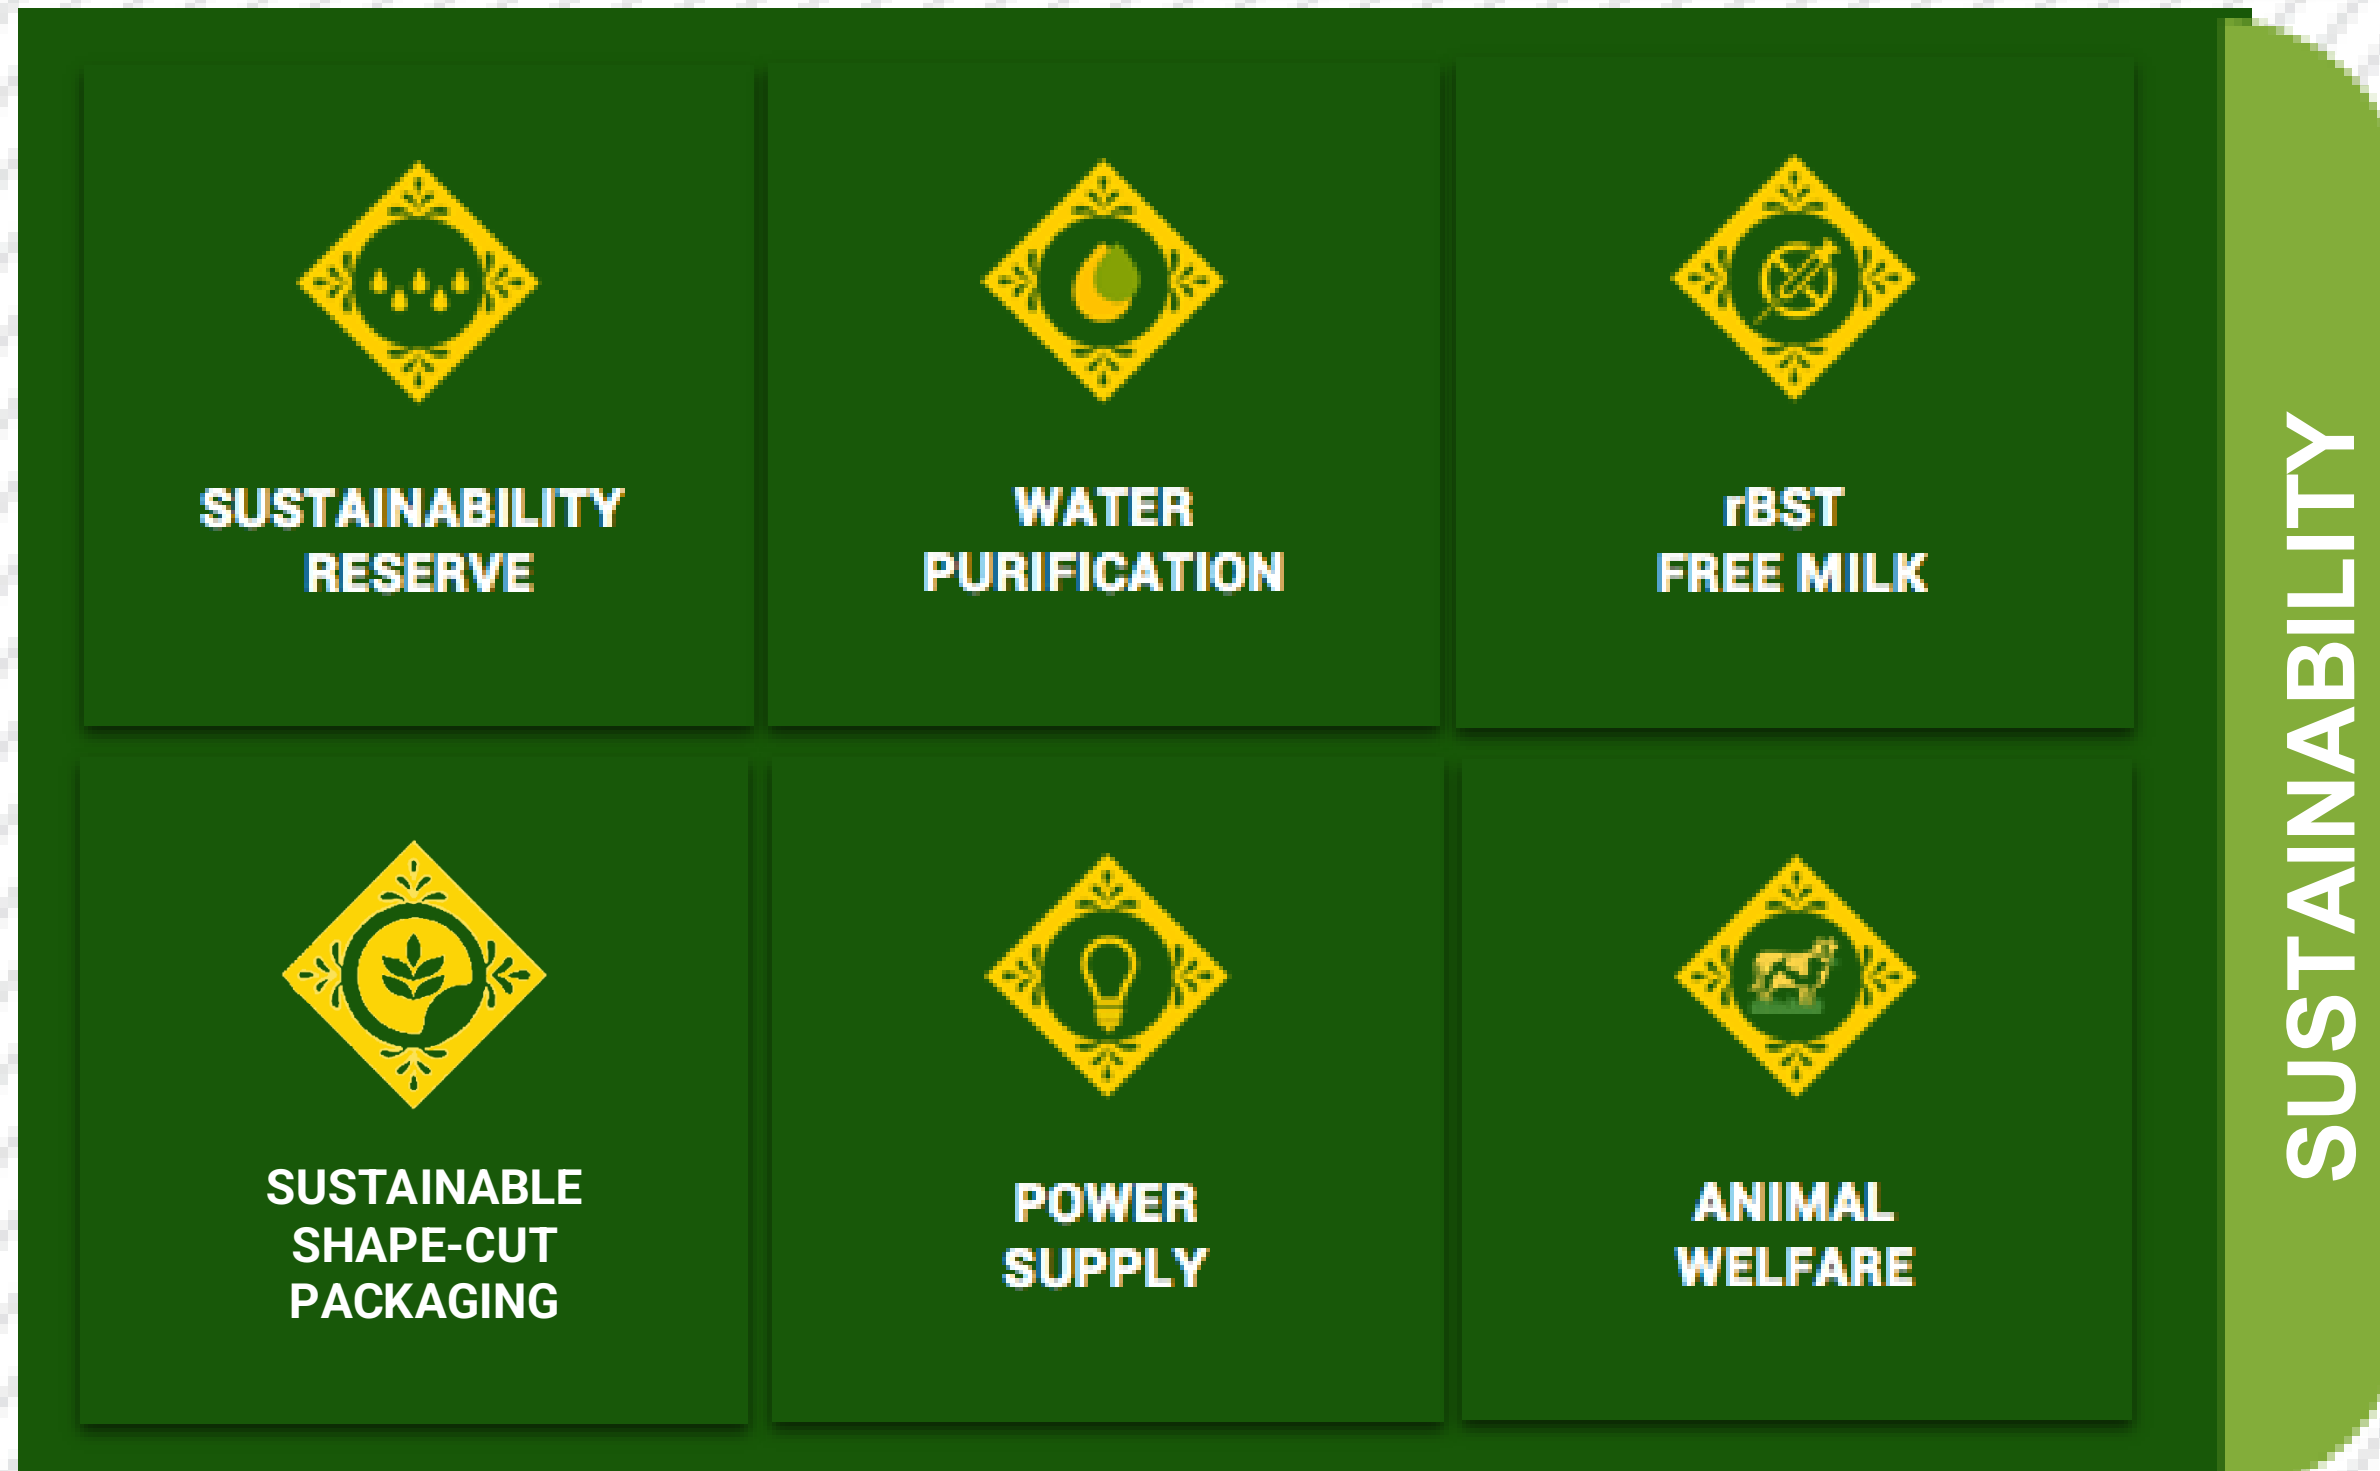 SUSTAINABILITY
RESERVE
WATER
PURIFICATION
rBST
FREE MILK
SUSTAINABLE
SHAPE-CUT
PACKAGING
POWER
SUPPLY
ANIMAL
WELFARE
SUSTAINABILITY